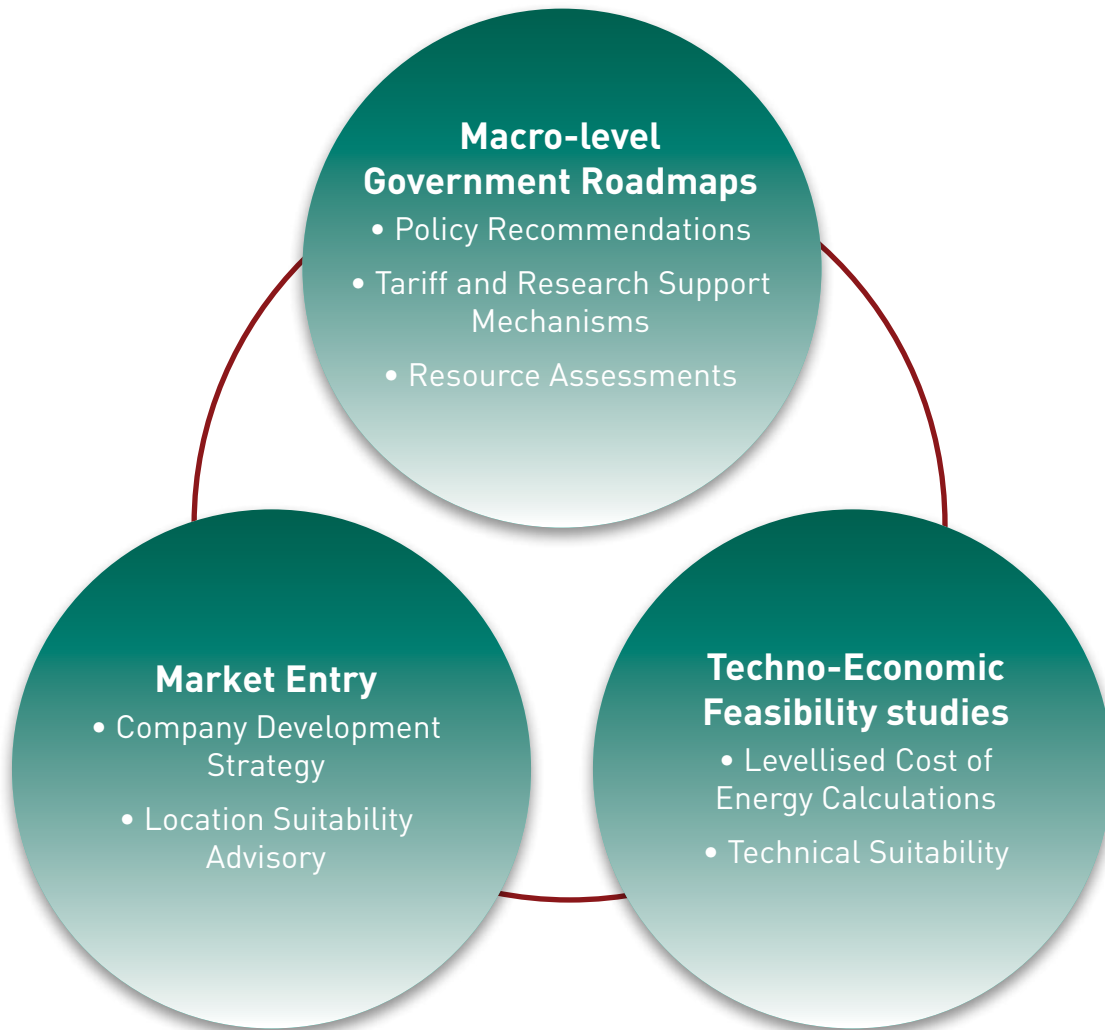 Macro-level
Government Roadmaps
• Policy Recommendations
• Tariff and Research Support
Mechanisms
• Resource Assessments
Market Entry
• Company Development
Strategy
• Location Suitability
Advisory
Techno-Economic
Feasibility studies
• Levellised Cost of
Energy Calculations
• Technical Suitability